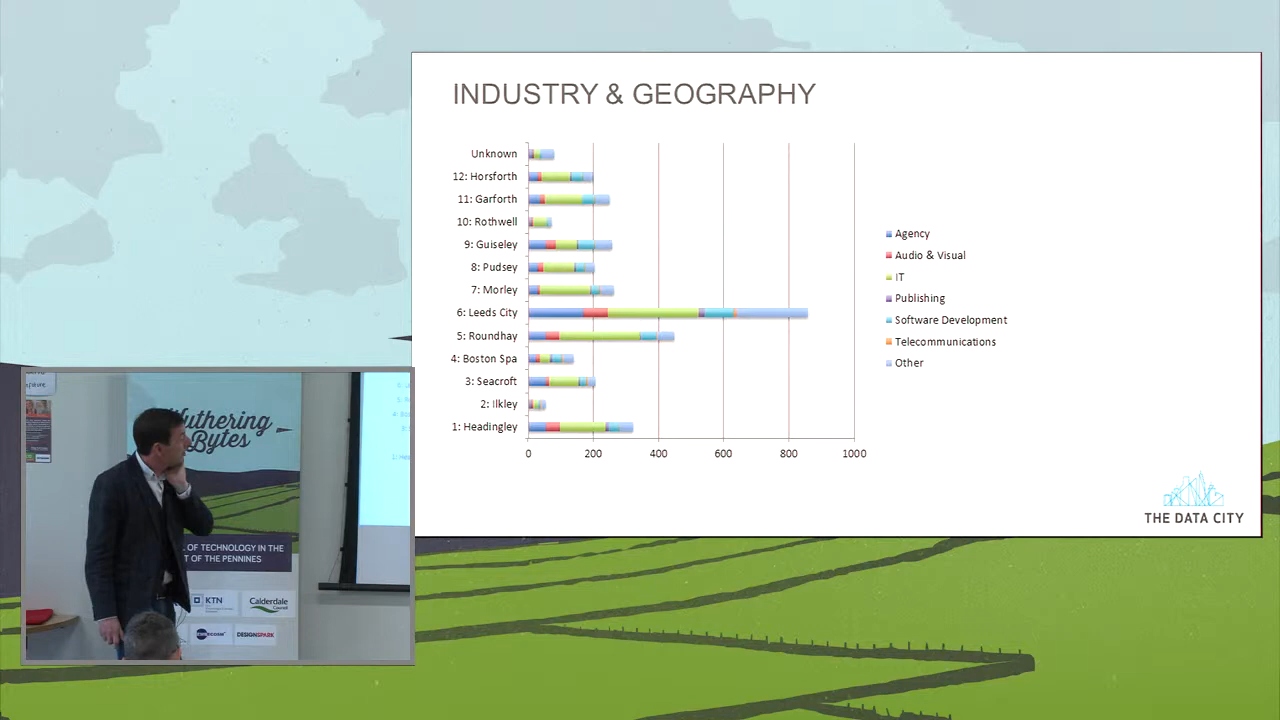 INDUSTRY & GEOGRAPHY
Unknown
12: Horsforth
11: Garforth
10: Rothwell
9: Guiseley
8: Pudsey
7: Morley
6: Leeds City
5: Roundhay
4: Boston Spa
3: Seacroft
2: Ilkley
1: Headingley
0 200 400 600 800 1000
Agency
Audio & Visual
IT
Publishing
Software Development
Telecommunications
Other
THE DATA CITY
Wuthering
Bytes
OF TECHNOLOGY IN THE
OF THE PENNINES
KTN
Calderdale
Council
DESIGNSPARK